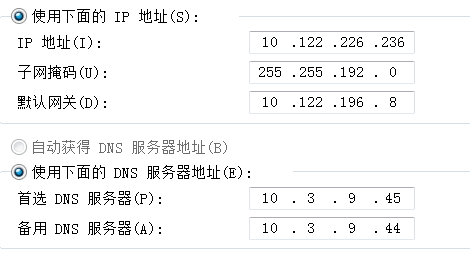 使用下面的 IP 地址(S):
IP 地址(I): 10 .122 .226 .236
子网掩码(U): 255 .255 .192 . 0
默认网关(D): 10 .122 .196 . 8
自动获得 DNS 服务器地址(B)
使用下面的 DNS 服务器地址(E):
首选 DNS 服务器(P): 10 . 3 . 9 . 45
备用 DNS 服务器(A): 10 . 3 . 9 . 44